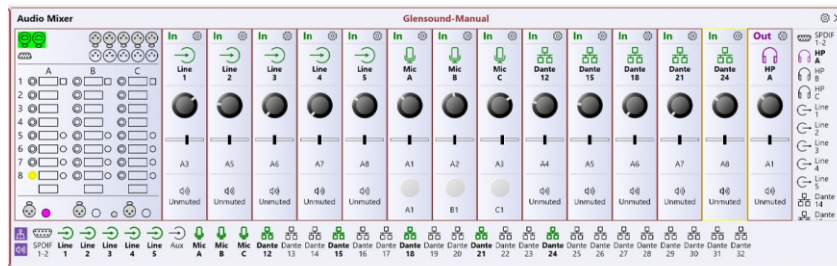 Audio Mixer
Glensound-Manual
In In In In In In In In In In In In In Out
Line 1
Line 2
Line 3
Line 4
Line 5
Mic A
Mic B
Mic C
Dante 12
Dante 15
Dante 18
Dante 21
Dante 24
HP A
A B C
1
2
3
4
5
6
7
8
A3 A5 A6 A7 A8 A1 A2 A3 A4 A5 A6 A7 A8 A1
Unmuted Unmuted Unmuted Unmuted Unmuted A1 B1 C1 Unmuted Unmuted Unmuted Unmuted Unmuted Unmuted
SPDIF 1-2
HP A
HP B
HP C
Line 1
Line 2
Line 3
Line 4
Line 5
Dante 14
SPDIF 1-2
Line 1
Line 2
Line 3
Line 4
Line 5
Aux
Mic A
Mic B
Mic C
Dante 12
Dante 13
Dante 14
Dante 15
Dante 16
Dante 17
Dante 18
Dante 19
Dante 20
Dante 21
Dante 22
Dante 23
Dante 24
Dante 25
Dante 26
Dante 27
Dante 28
Dante 29
Dante 30
Dante 31
Dante 32